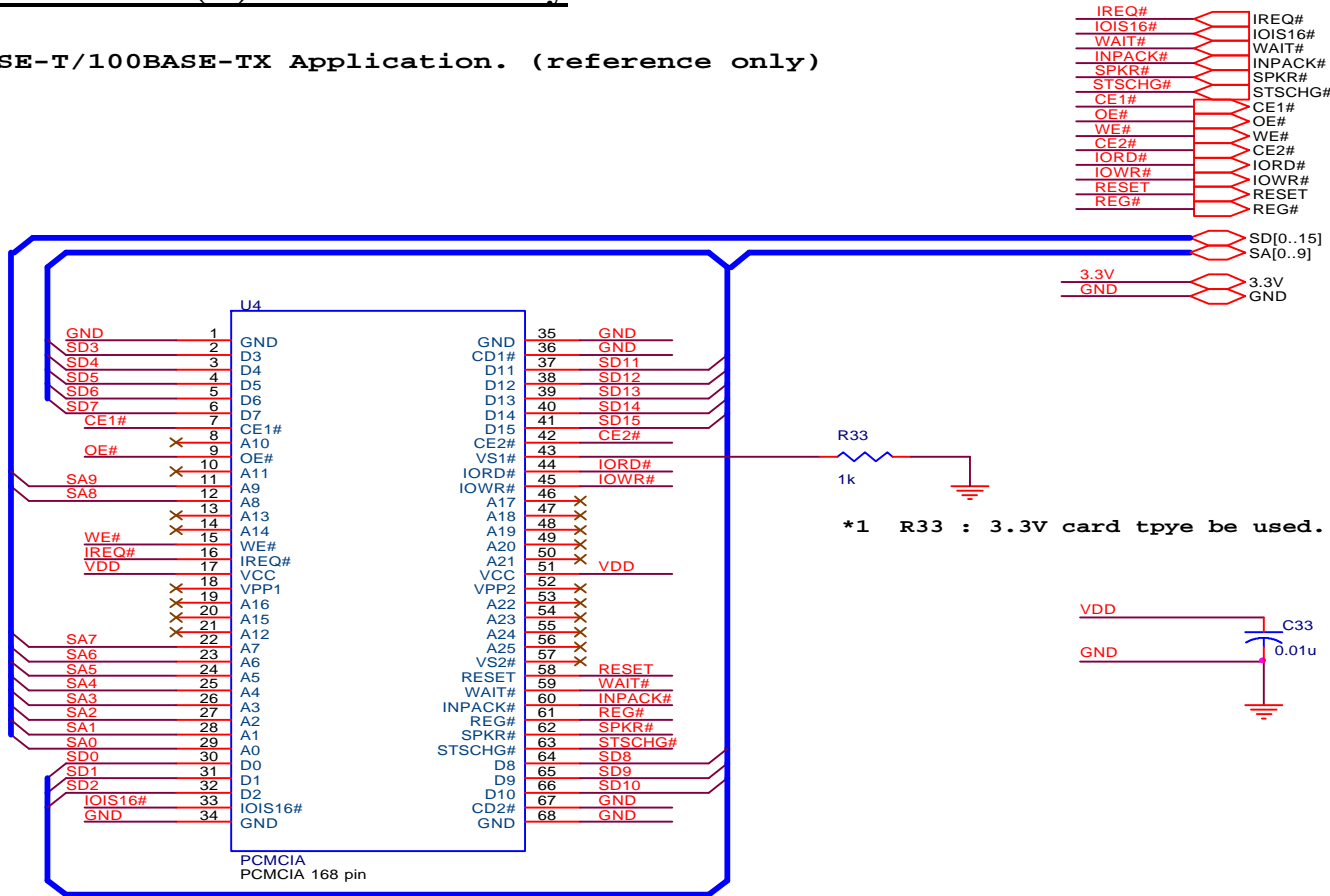 SE-T/100BASE-TX Application. (reference only)
IREQ# IREQ#
IOIS16# IOIS16#
WAIT# WAIT#
INPACK# INPACK#
SPKR# SPKR#
STSCHG# STSCHG#
CE1# CE1#
OE# OE#
WE# WE#
CE2# CE2#
IORD# IORD#
IOWR# IOWR#
RESET RESET
REG# REG#
SD[0..15]
SA[0..9]
3.3V 3.3V
GND GND
U4
GND 1 GND GND 35 GND
SD3 2 D3 CD1# 36 GND
SD4 3 D4 D11 37 SD11
SD5 4 D5 D12 38 SD12
SD6 5 D6 D13 39 SD13
SD7 6 D7 D14 40 SD14
CE1# 7 CE1# D15 41 SD15
8 A10 CE2# 42 CE2#
OE# 9 OE# VS1# 43
10 A11 IORD# 44 IORD#
SA9 11 A9 IOWR# 45 IOWR#
SA8 12 A8 A17 46
13 A13 A18 47
14 A14 A19 48
WE# 15 WE# A20 49
IREQ# 16 IREQ# A21 50
VDD 17 VCC VCC 51 VDD
18 VPP1 VPP2 52
19 A16 A22 53
20 A15 A23 54
21 A12 A24 55
SA7 22 A7 A25 56
SA6 23 A6 VS2# 57
SA5 24 A5 RESET 58 RESET
SA4 25 A4 WAIT# 59 WAIT#
SA3 26 A3 INPACK# 60 INPACK#
SA2 27 A2 REG# 61 REG#
SA1 28 A1 SPKR# 62 SPKR#
SA0 29 A0 STSCHG# 63 STSCHG#
SD0 30 D0 D8 64 SD8
SD1 31 D1 D9 65 SD9
SD2 32 D2 D10 66 SD10
IOIS16# 33 IOIS16# CD2# 67 GND
GND 34 GND GND 68 GND
PCMCIA
PCMCIA 168 pin
R33
1k
*1 R33 : 3.3V card tpye be used.
VDD
C33
0.01u
GND